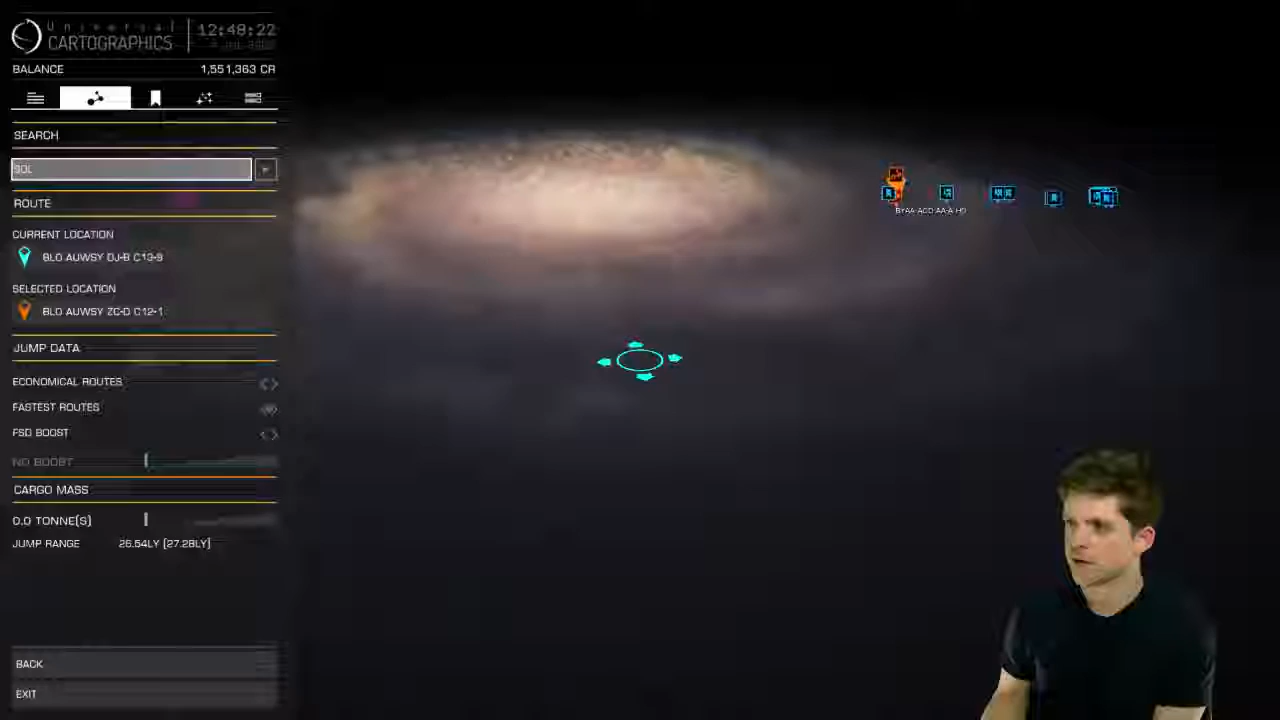 Universal
CARTOGRAPHICS
12:48:22
BALANCE 1,551,363 CR
SEARCH
SOL
ROUTE
CURRENT LOCATION
BLO AUWSY DJ-B C13-8
SELECTED LOCATION
BLO AUWSY ZC-D C12-1
JUMP DATA
ECONOMICAL ROUTES
FASTEST ROUTES
FSD BOOST
NO BOOST
CARGO MASS
0.0 TONNE(S)
JUMP RANGE 26.54LY [27.28LY]
BACK
EXIT